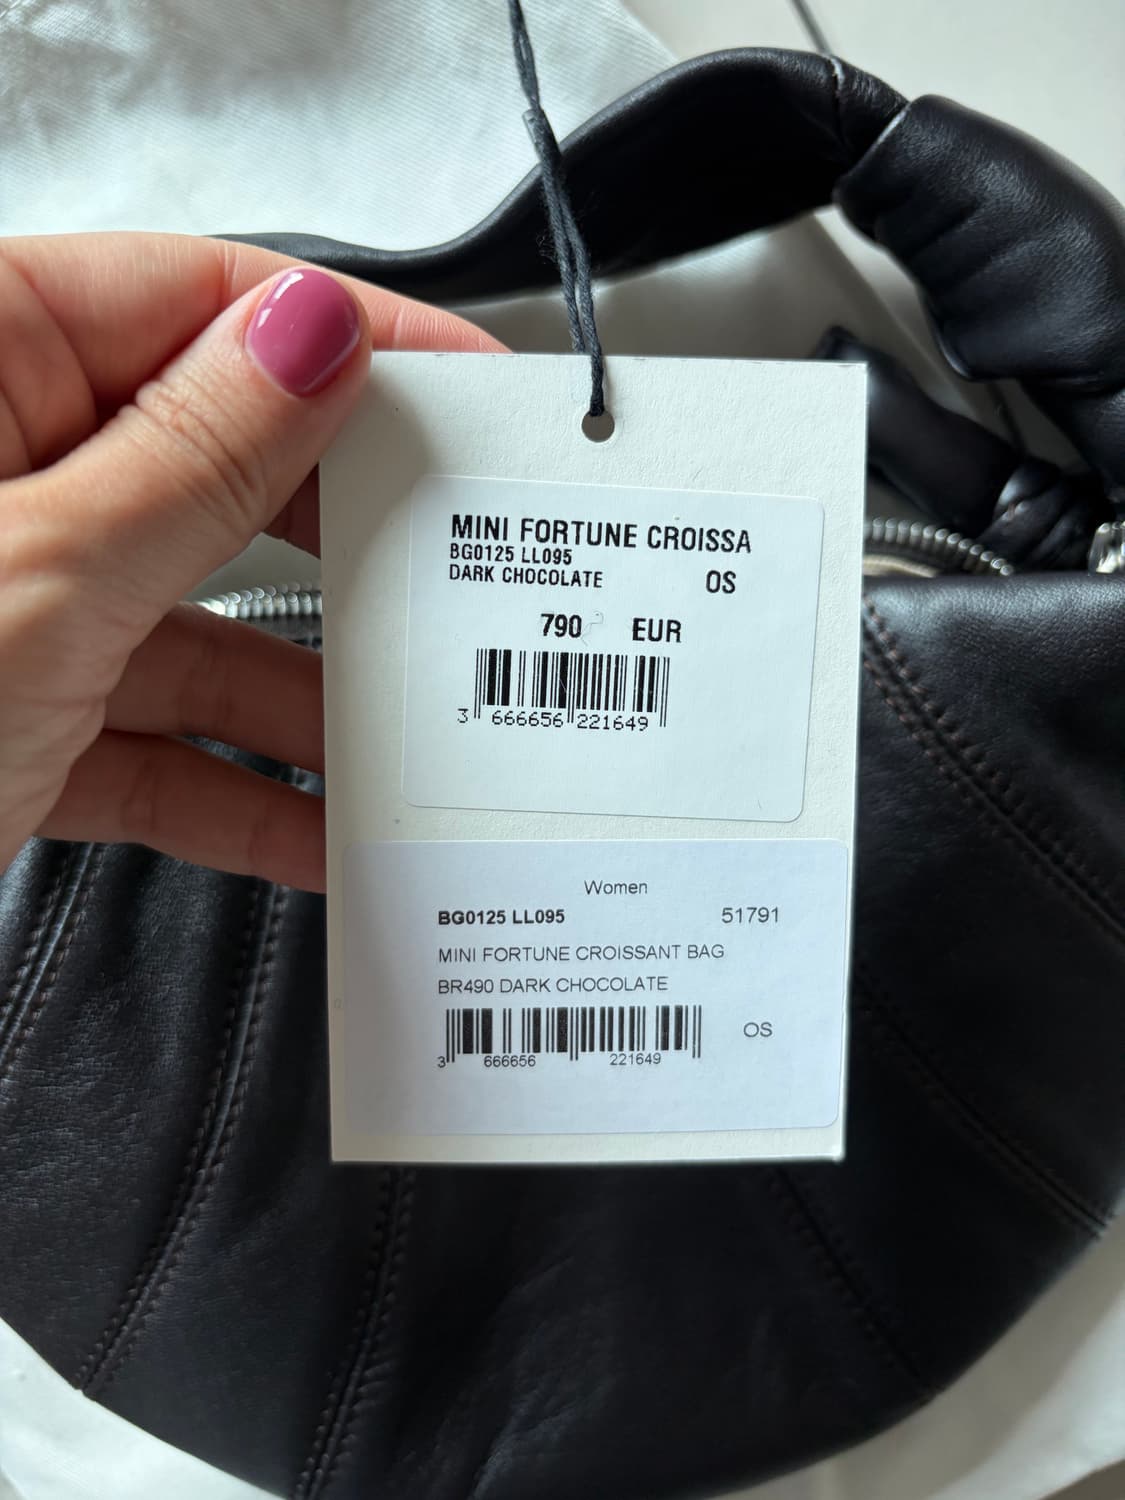 MINI FORTUNE CROISSA
BG0125 LL095
DARK CHOCOLATE OS
790 EUR
3 666656 221649
Women
BG0125 LL095 51791
MINI FORTUNE CROISSANT BAG
BR490 DARK CHOCOLATE
OS
3 666656 221649